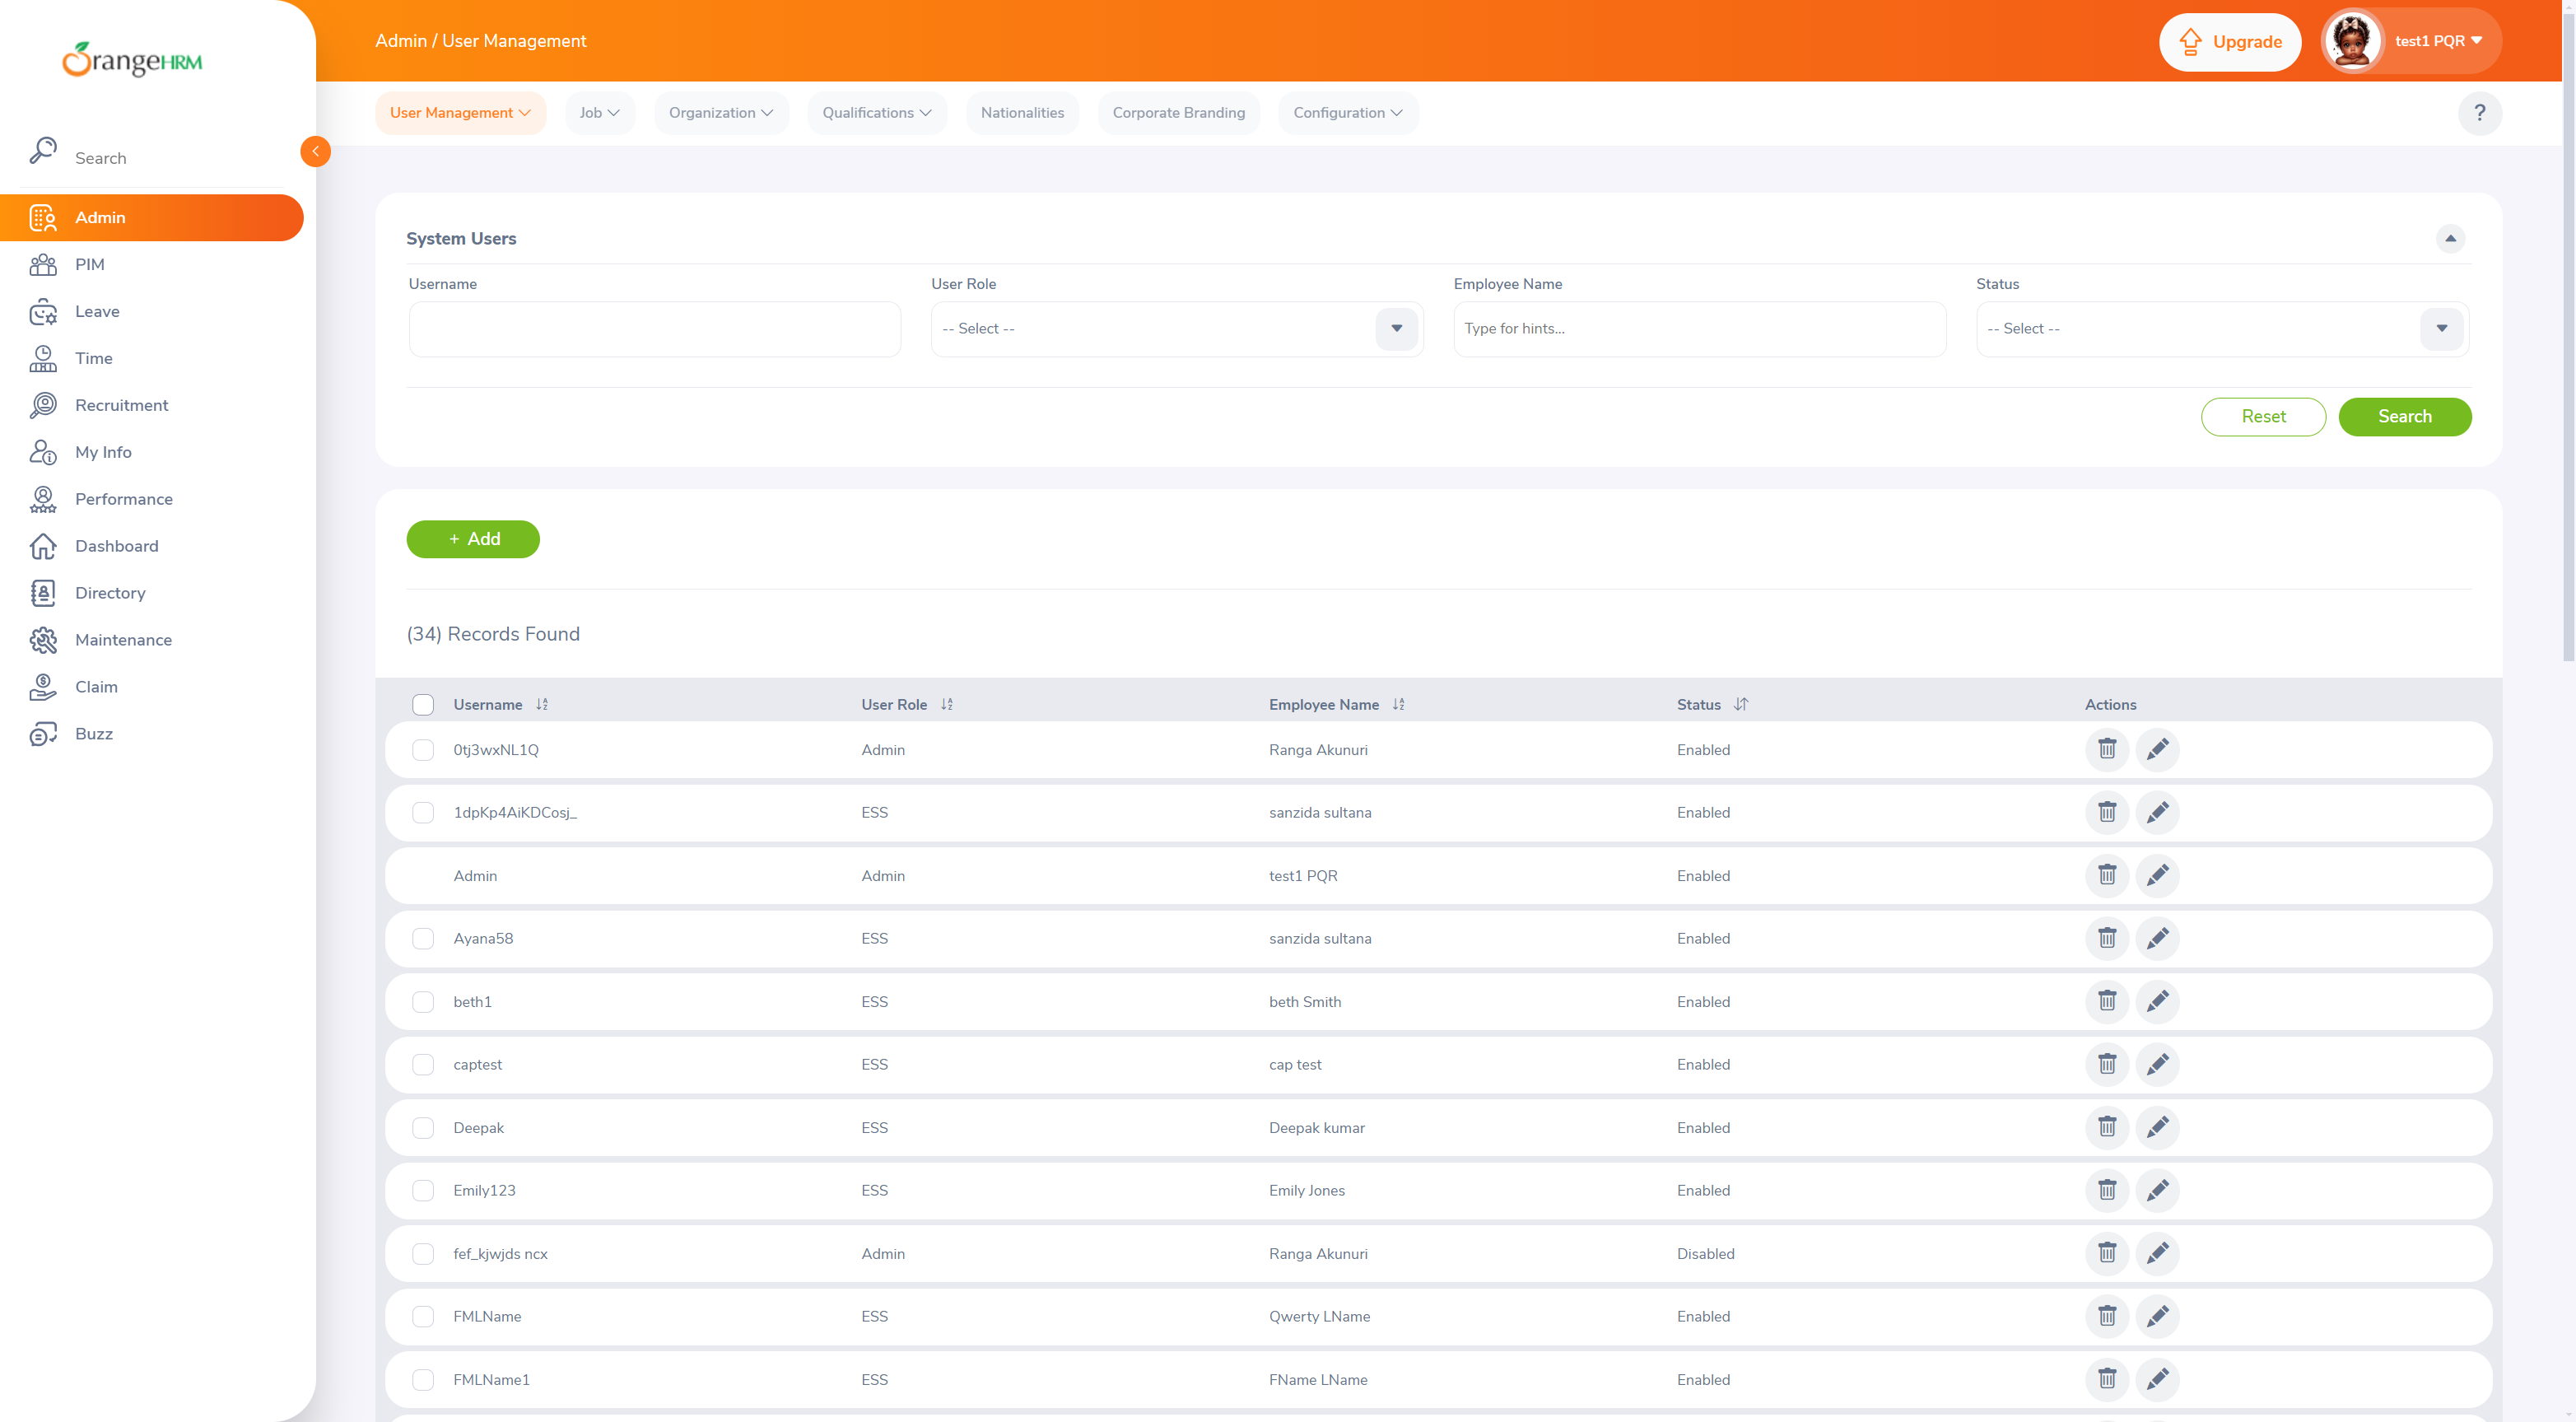 OrangeHRM
Admin / User Management
Upgrade
test1 PQR
User Management
Job
Organization
Qualifications
Nationalities
Corporate Branding
Configuration
?
Search
Admin
PIM
Leave
Time
Recruitment
My Info
Performance
Dashboard
Directory
Maintenance
Claim
Buzz
System Users
Username
User Role
Employee Name
Status
-- Select --
Type for hints...
-- Select --
Reset
Search
+ Add
(34) Records Found
Username User Role Employee Name Status Actions
0tj3wxNL1Q Admin Ranga Akunuri Enabled
1dpKp4AiKDCosj_ ESS sanzida sultana Enabled
Admin Admin test1 PQR Enabled
Ayana58 ESS sanzida sultana Enabled
beth1 ESS beth Smith Enabled
captest ESS cap test Enabled
Deepak ESS Deepak kumar Enabled
Emily123 ESS Emily Jones Enabled
fef_kjwjds ncx Admin Ranga Akunuri Disabled
FMLName ESS Qwerty LName Enabled
FMLName1 ESS FName LName Enabled